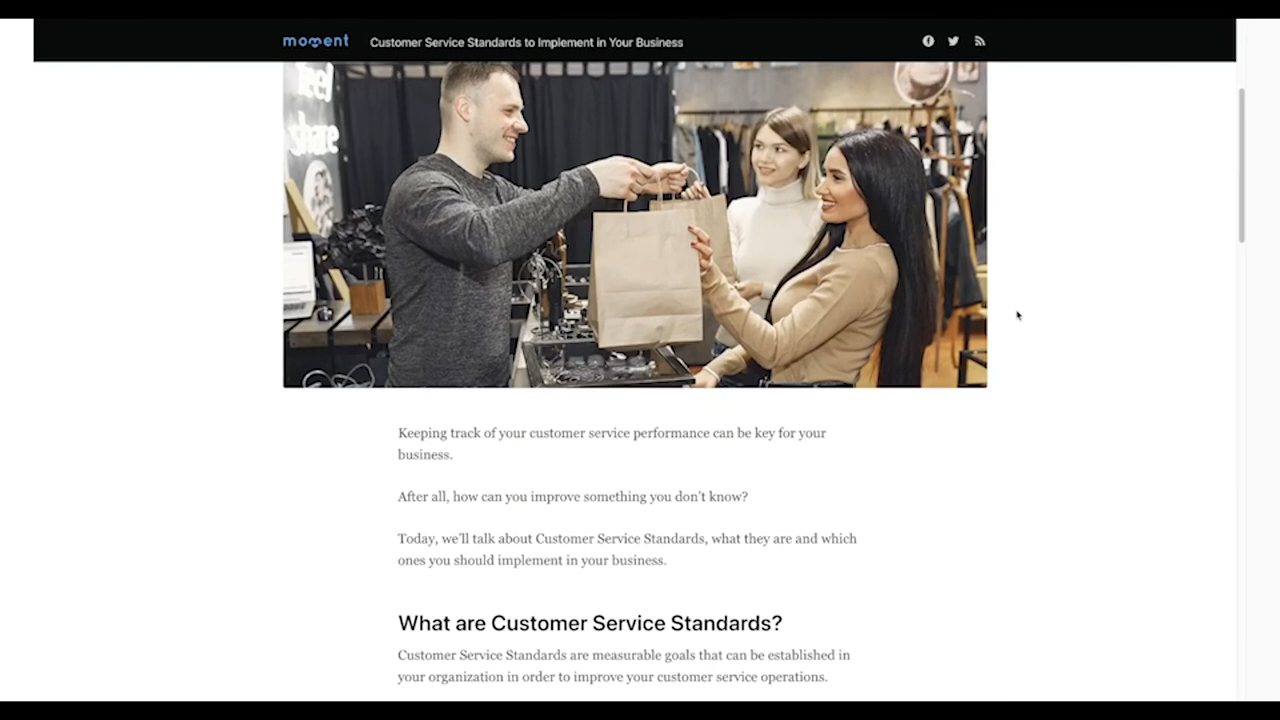 moment
Customer Service Standards to Implement in Your Business
share
Keeping track of your customer service performance can be key for your
business.
After all, how can you improve something you don't know?
Today, we'll talk about Customer Service Standards, what they are and which
ones you should implement in your business.
What are Customer Service Standards?
Customer Service Standards are measurable goals that can be established in
your organization in order to improve your customer service operations.